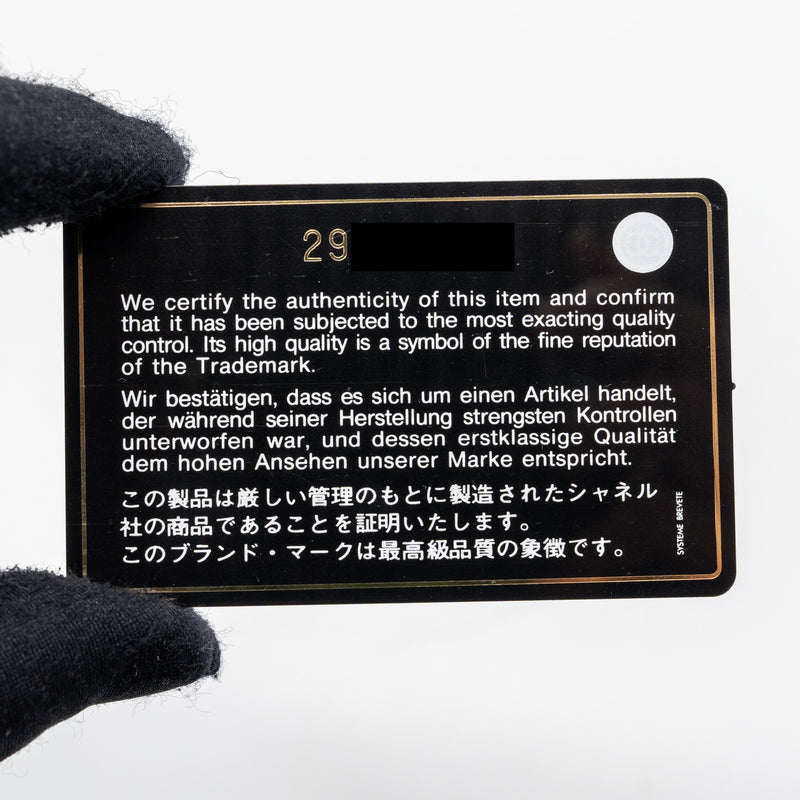 29
We certify the authenticity of this item and confirm
that it has been subjected to the most exacting quality
control. Its high quality is a symbol of the fine reputation
of the Trademark.
Wir bestätigen, dass es sich um einen Artikel handelt,
der während seiner Herstellung strengsten Kontrollen
unterworfen war, und dessen erstklassige Qualität
dem hohen Ansehen unserer Marke entspricht.
この製品は厳しい管理のもとに製造されたシャネル
社の商品であることを証明いたします。
このブランド・マークは最高級品質の象徴です。
SYSTEME BREVETE